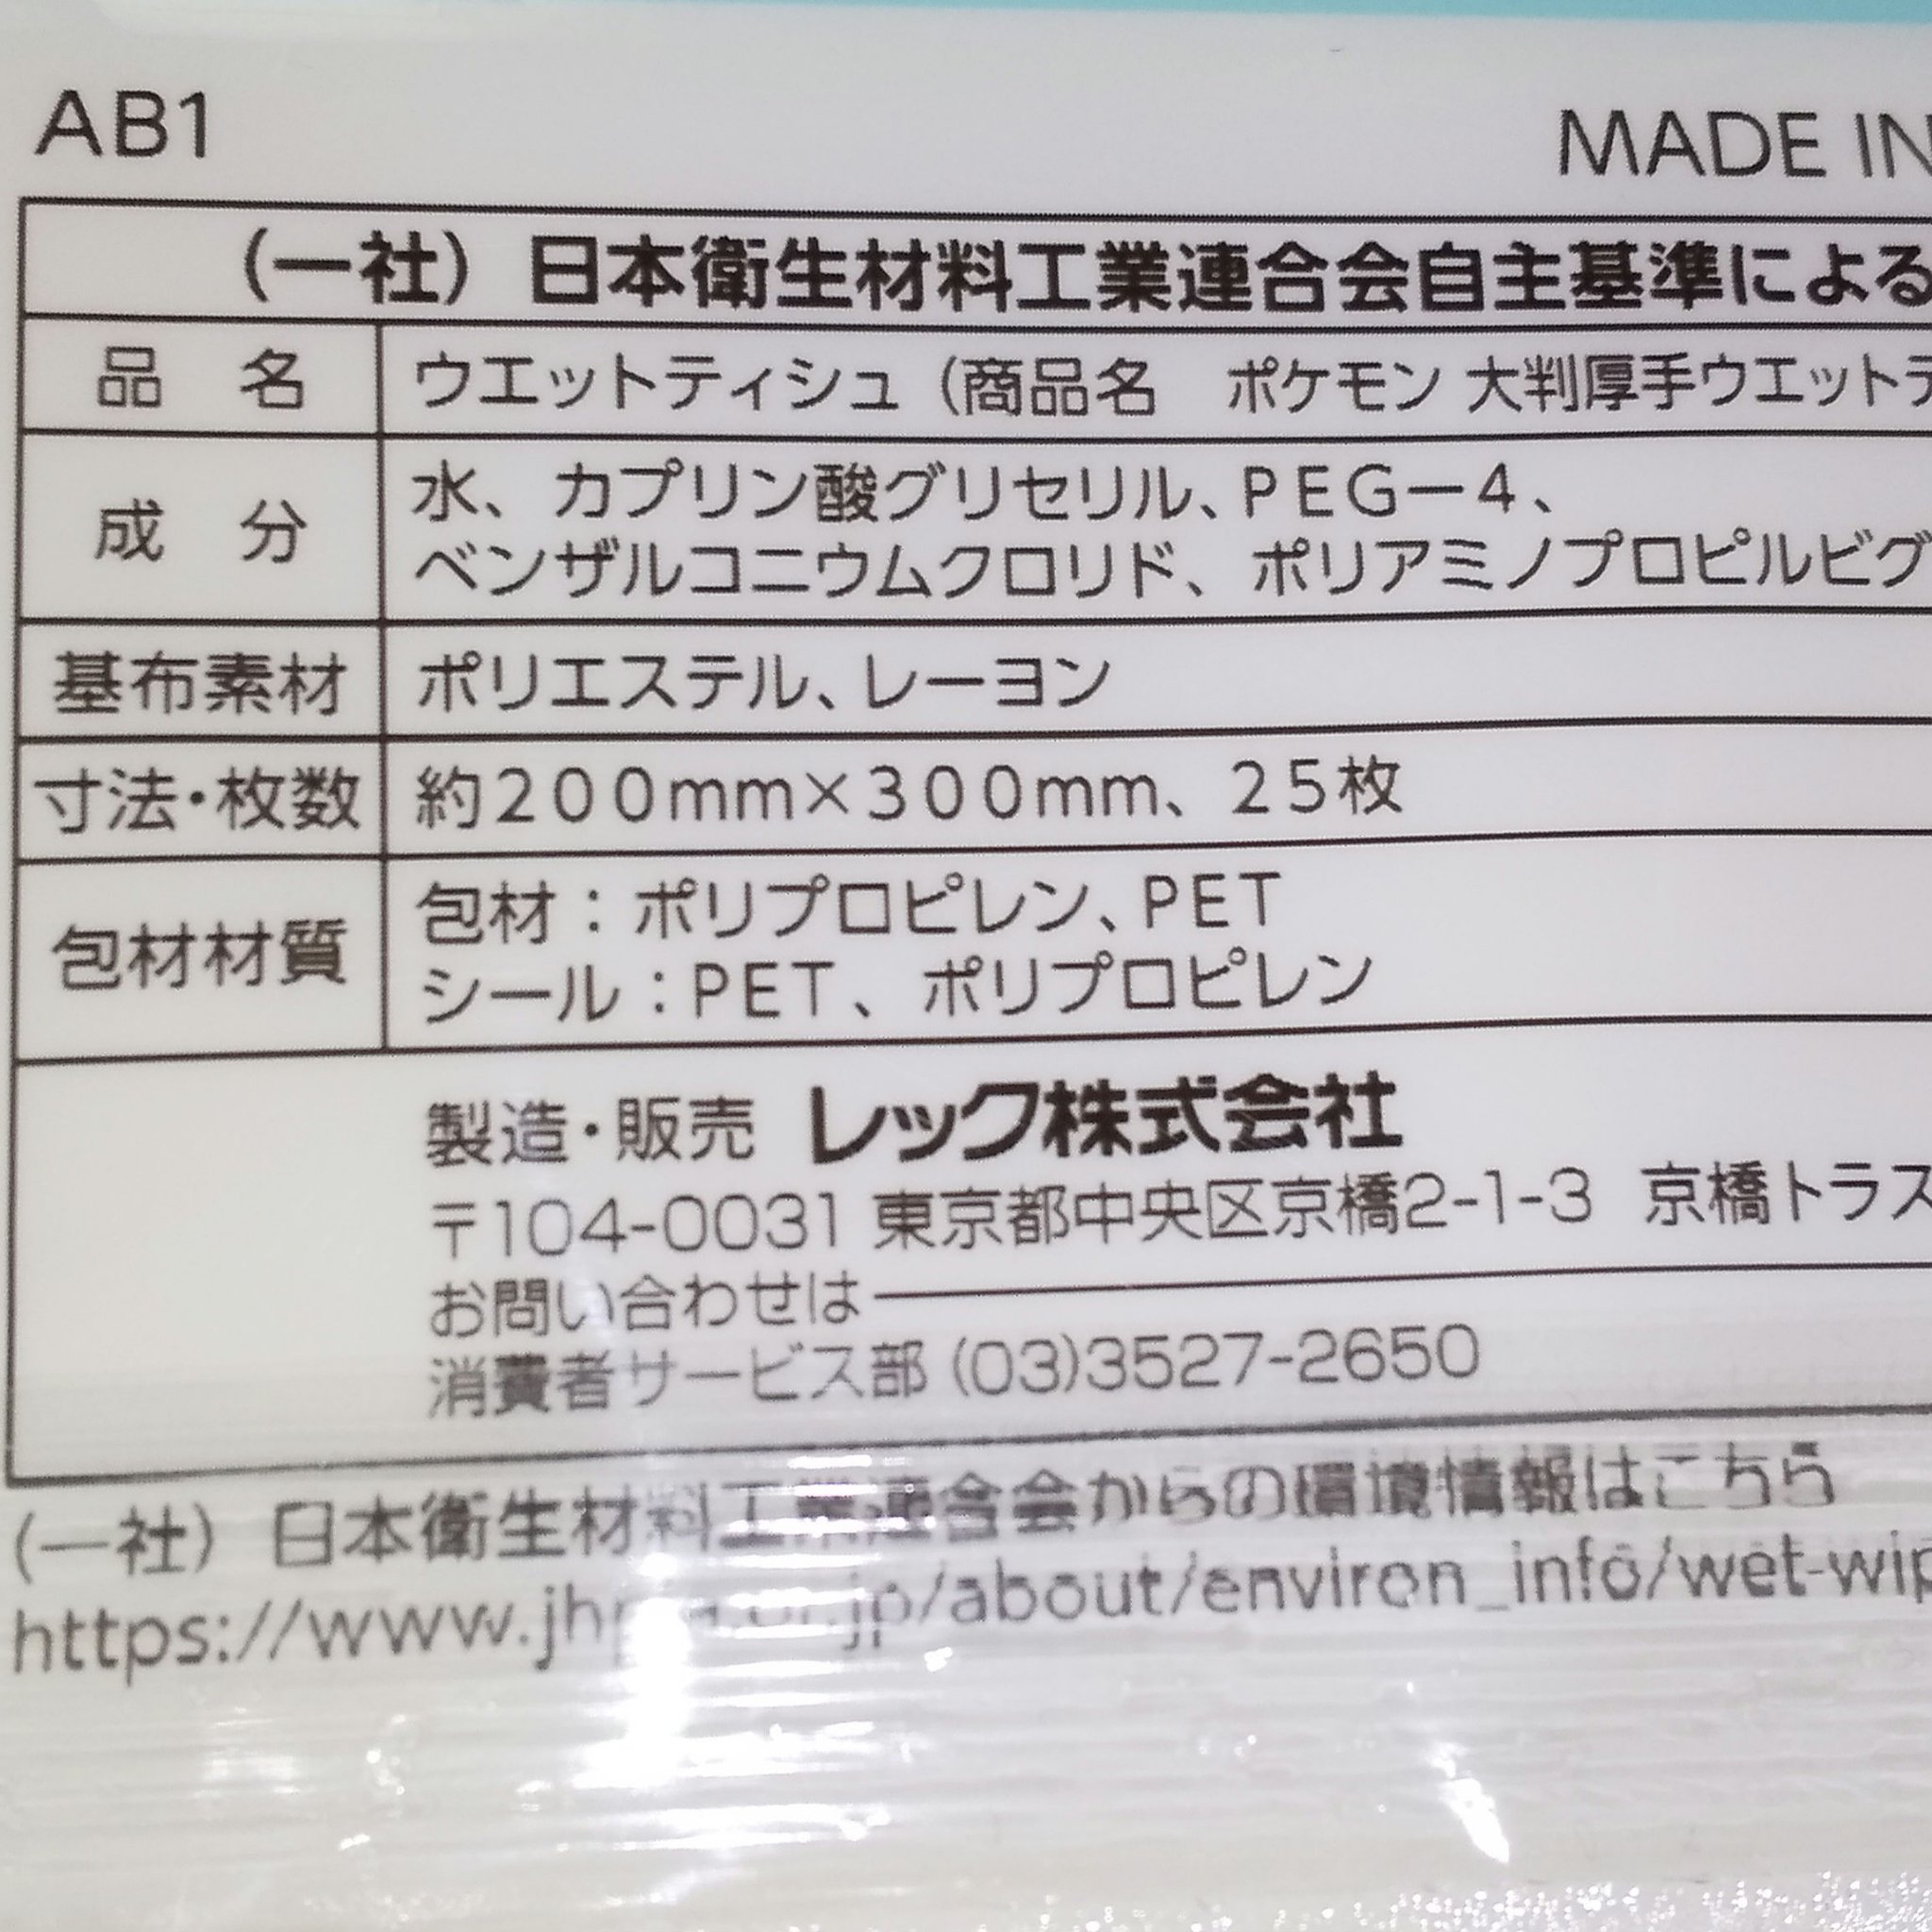 AB1
MADE IN
(一社) 日本衛生材料工業連合会自主基準による
品 名 ウエットティシュ (商品名 ポケモン 大判厚手ウエットテ
成 分 水、カプリン酸グリセリル、PEG－4、
ベンザルコニウムクロリド、ポリアミノプロピルビグ
基布素材 ポリエステル、レーヨン
寸法・枚数 約200mm×300mm、25枚
包材材質 包材：ポリプロピレン、PET
シール：PET、ポリプロピレン
製造・販売 レック株式会社
〒104-0031 東京都中央区京橋2-1-3 京橋トラス
お問い合わせは
消費者サービス部 (03)3527-2650
(一社) 日本衛生材料工業連合会からの環境情報はこちら
/about/environ_info/wet-wip